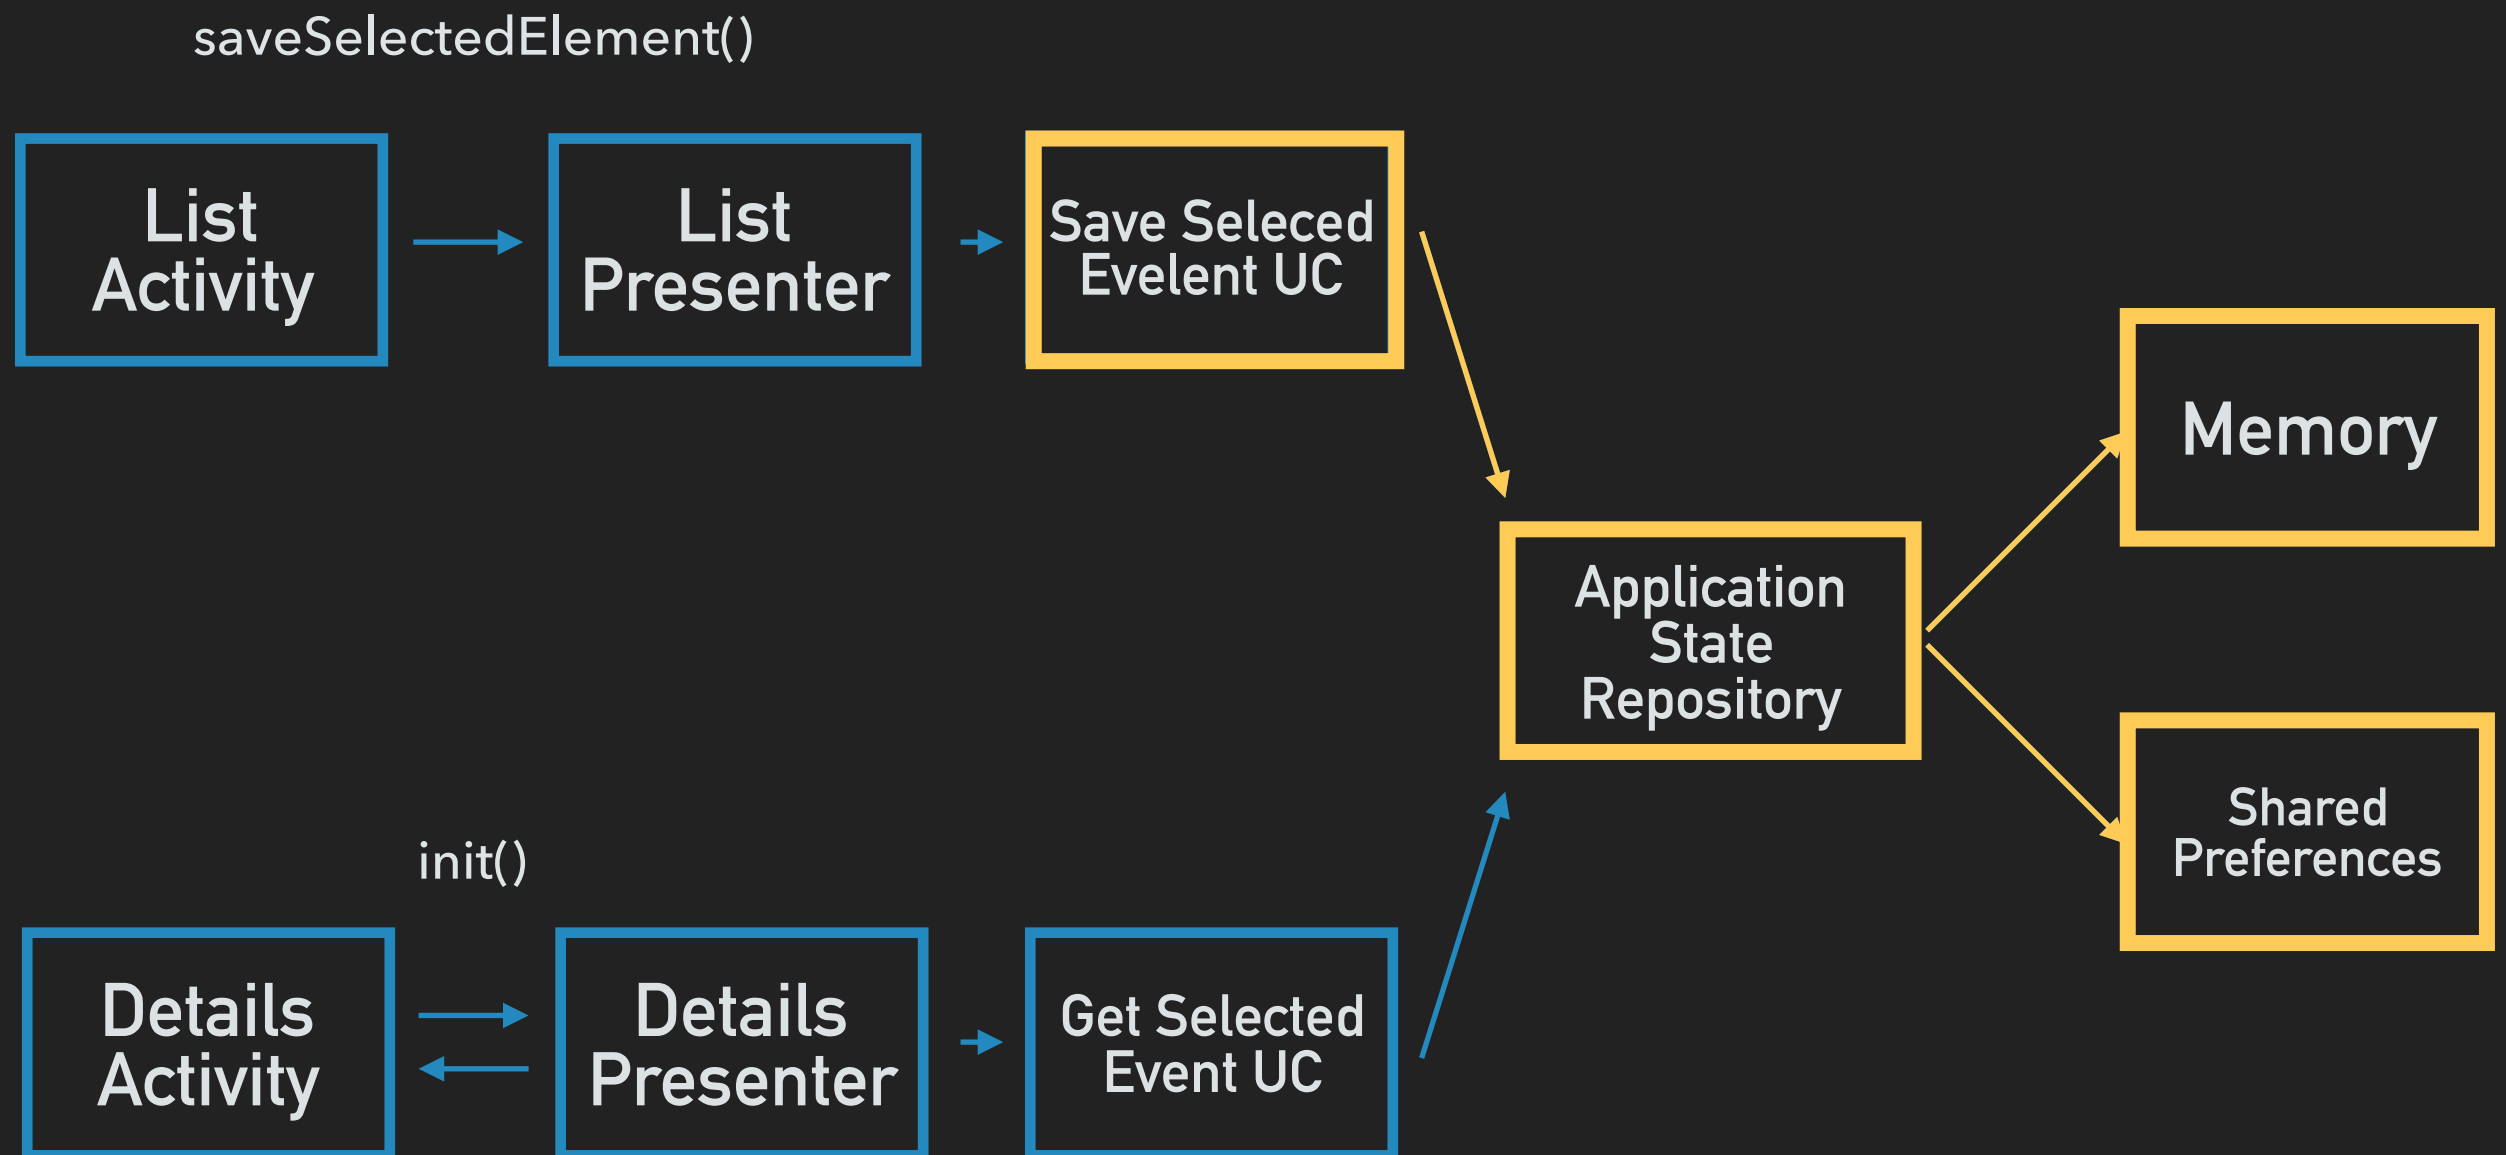 saveSelectedElement()
List
Activity
List
Presenter
Save Seleced
Evelent UC
Memory
Application
State
Repository
Shared
Preferences
init()
Details
Activity
Details
Presenter
Get Selected
Event UC